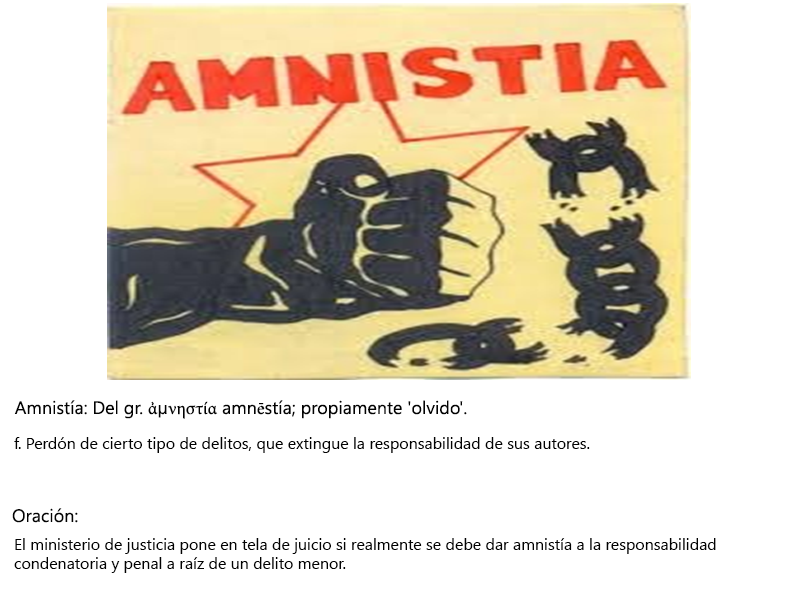 AMNISTIA
Amnistía: Del gr. ἀμνηστία amnēstía; propiamente 'olvido'.
f. Perdón de cierto tipo de delitos, que extingue la responsabilidad de sus autores.
Oración:
El ministerio de justicia pone en tela de juicio si realmente se debe dar amnistía a la responsabilidad
condenatoria y penal a raíz de un delito menor.